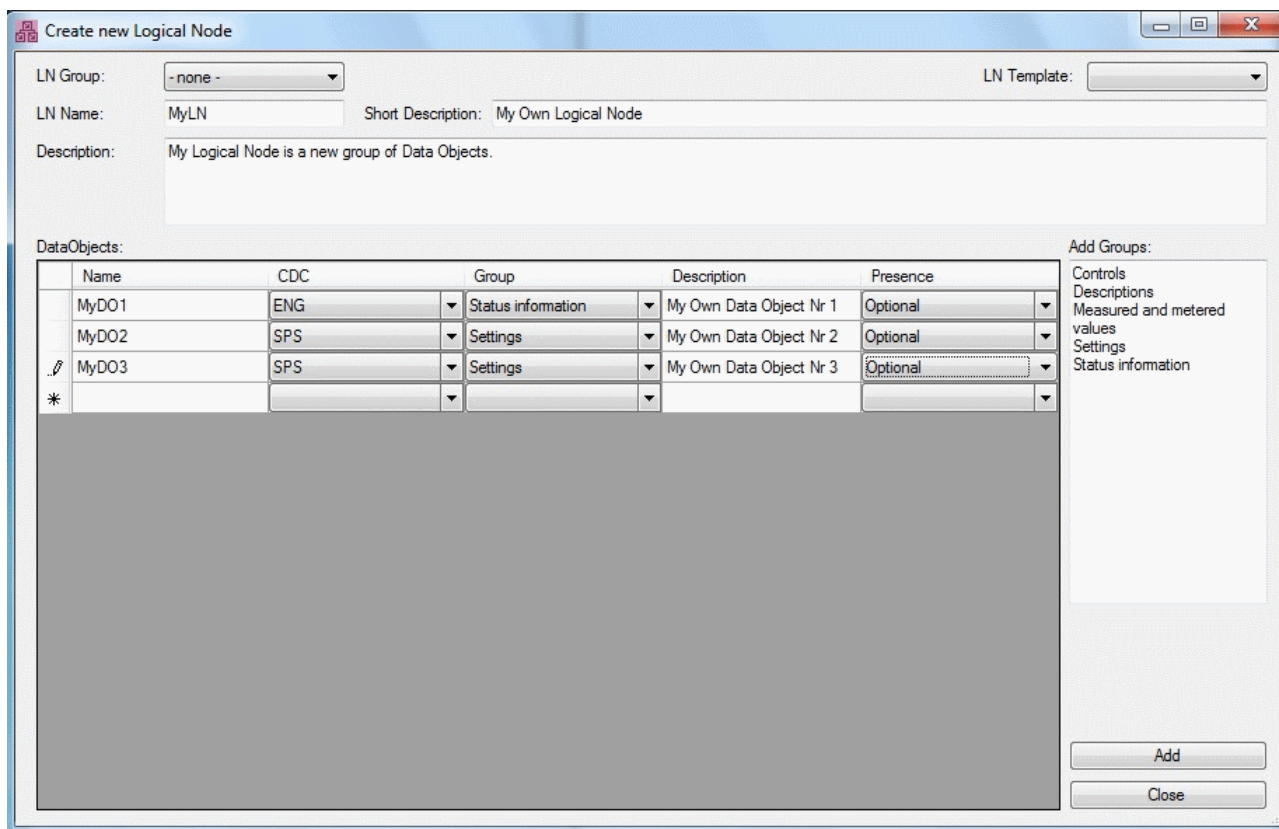 Create new Logical Node
LN Group: - none - LN Template:
LN Name: MyLN Short Description: My Own Logical Node
Description: My Logical Node is a new group of Data Objects.
DataObjects: Add Groups:
Name CDC Group Description Presence
MyDO1 ENG Status information My Own Data Object Nr 1 Optional
MyDO2 SPS Settings My Own Data Object Nr 2 Optional
MyDO3 SPS Settings My Own Data Object Nr 3 Optional
Controls
Descriptions
Measured and metered
values
Settings
Status information
Add
Close